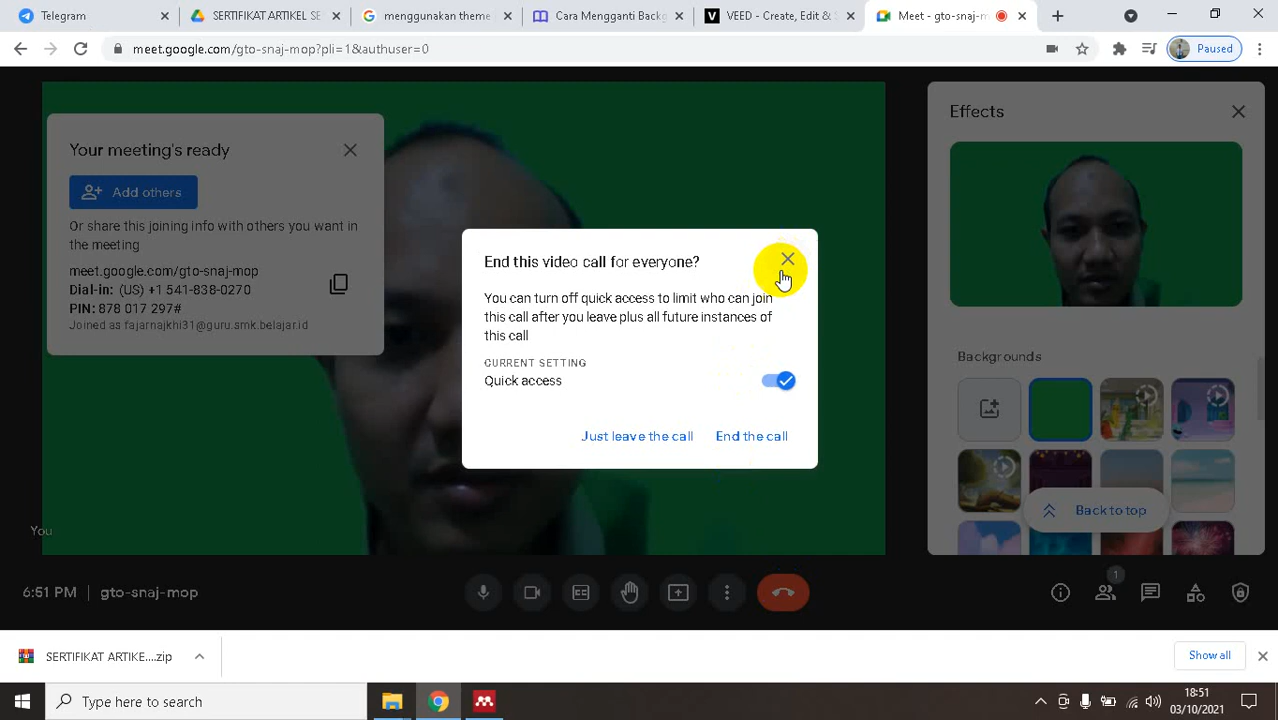 Telegram
SERTIFIKAT ARTIKEL SE
menggunakan theme
Cara Mengganti Backg
VEED - Create, Edit & S
Meet - gto-snaj-m
meet.google.com/gto-snaj-mop?pli=1&authuser=0
Paused
Your meeting's ready
Add others
Or share this joining info with others you want in
the meeting
meet.google.com/gto-snaj-mop
Dial-in: (US) +1 541-838-0270
PIN: 878 017 297#
Joined as fajarnajkhi31@guru.smk.belajar.id
End this video call for everyone?
You can turn off quick access to limit who can join
this call after you leave plus all future instances of
this call
CURRENT SETTING
Quick access
Just leave the call
End the call
Effects
Backgrounds
Back to top
You
6:51 PM
gto-snaj-mop
1
SERTIFIKAT ARTIKE....zip
Show all
Type here to search
18:51
03/10/2021